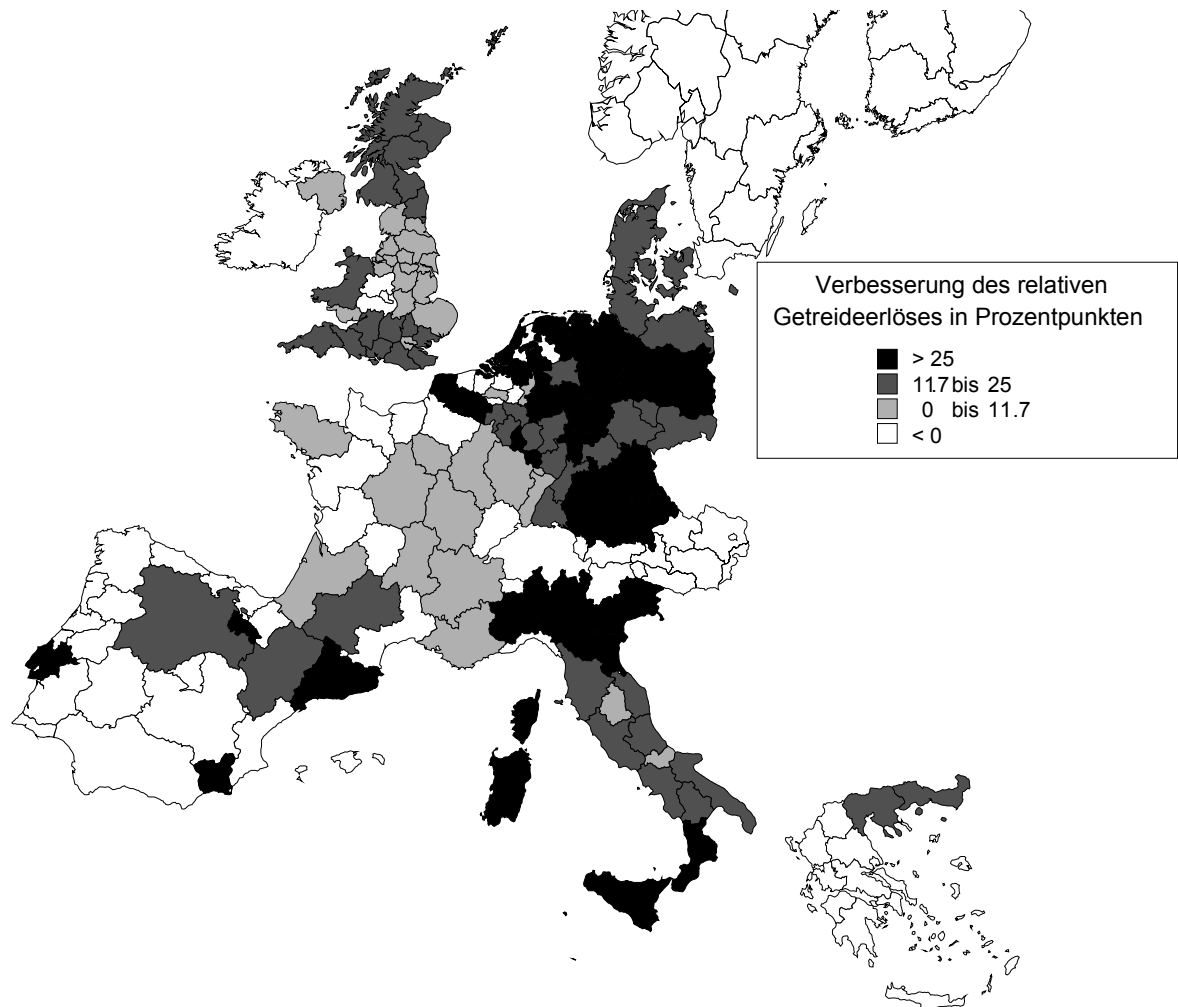 Verbesserung des relativen
Getreideerlöses in Prozentpunkten
> 25
11.7 bis 25
0 bis 11.7
< 0